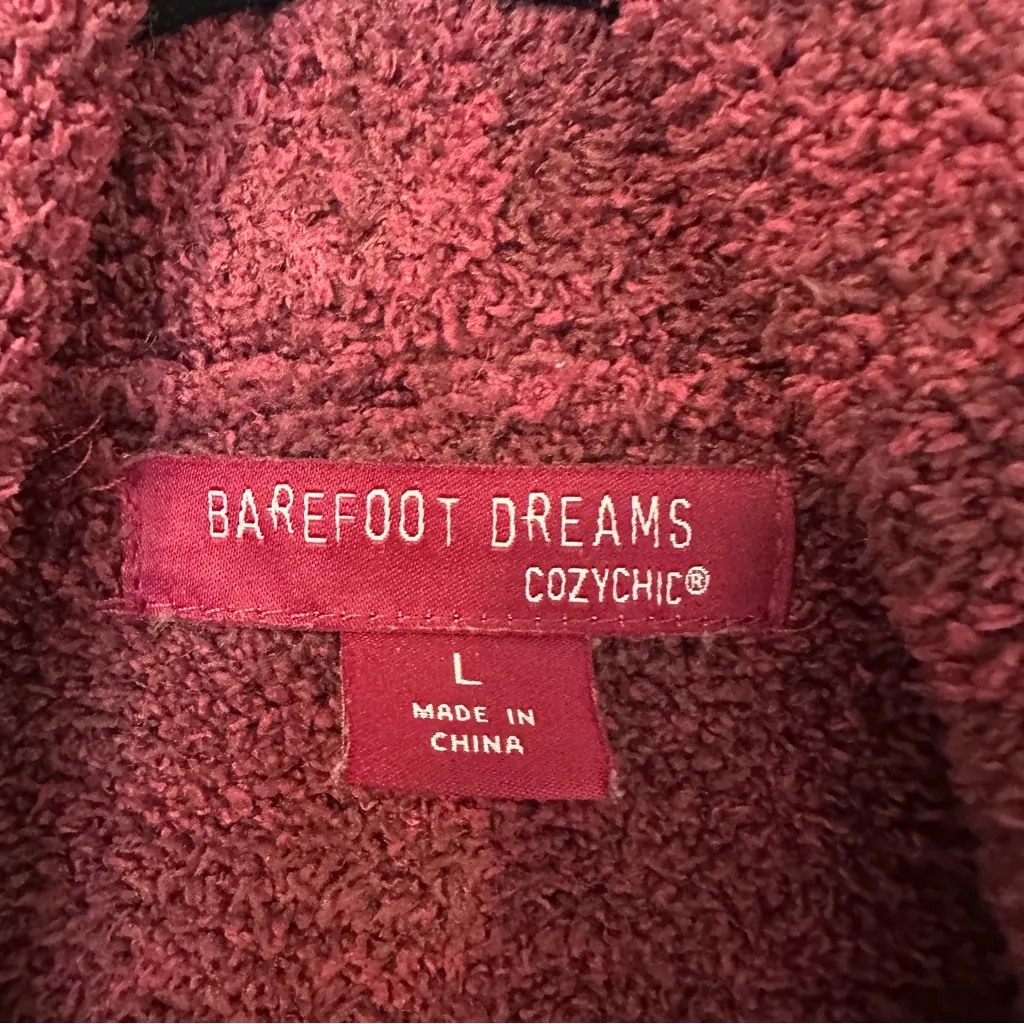 BAREFOOT DREAMS
COZYCHIC®
L
MADE IN
CHINA